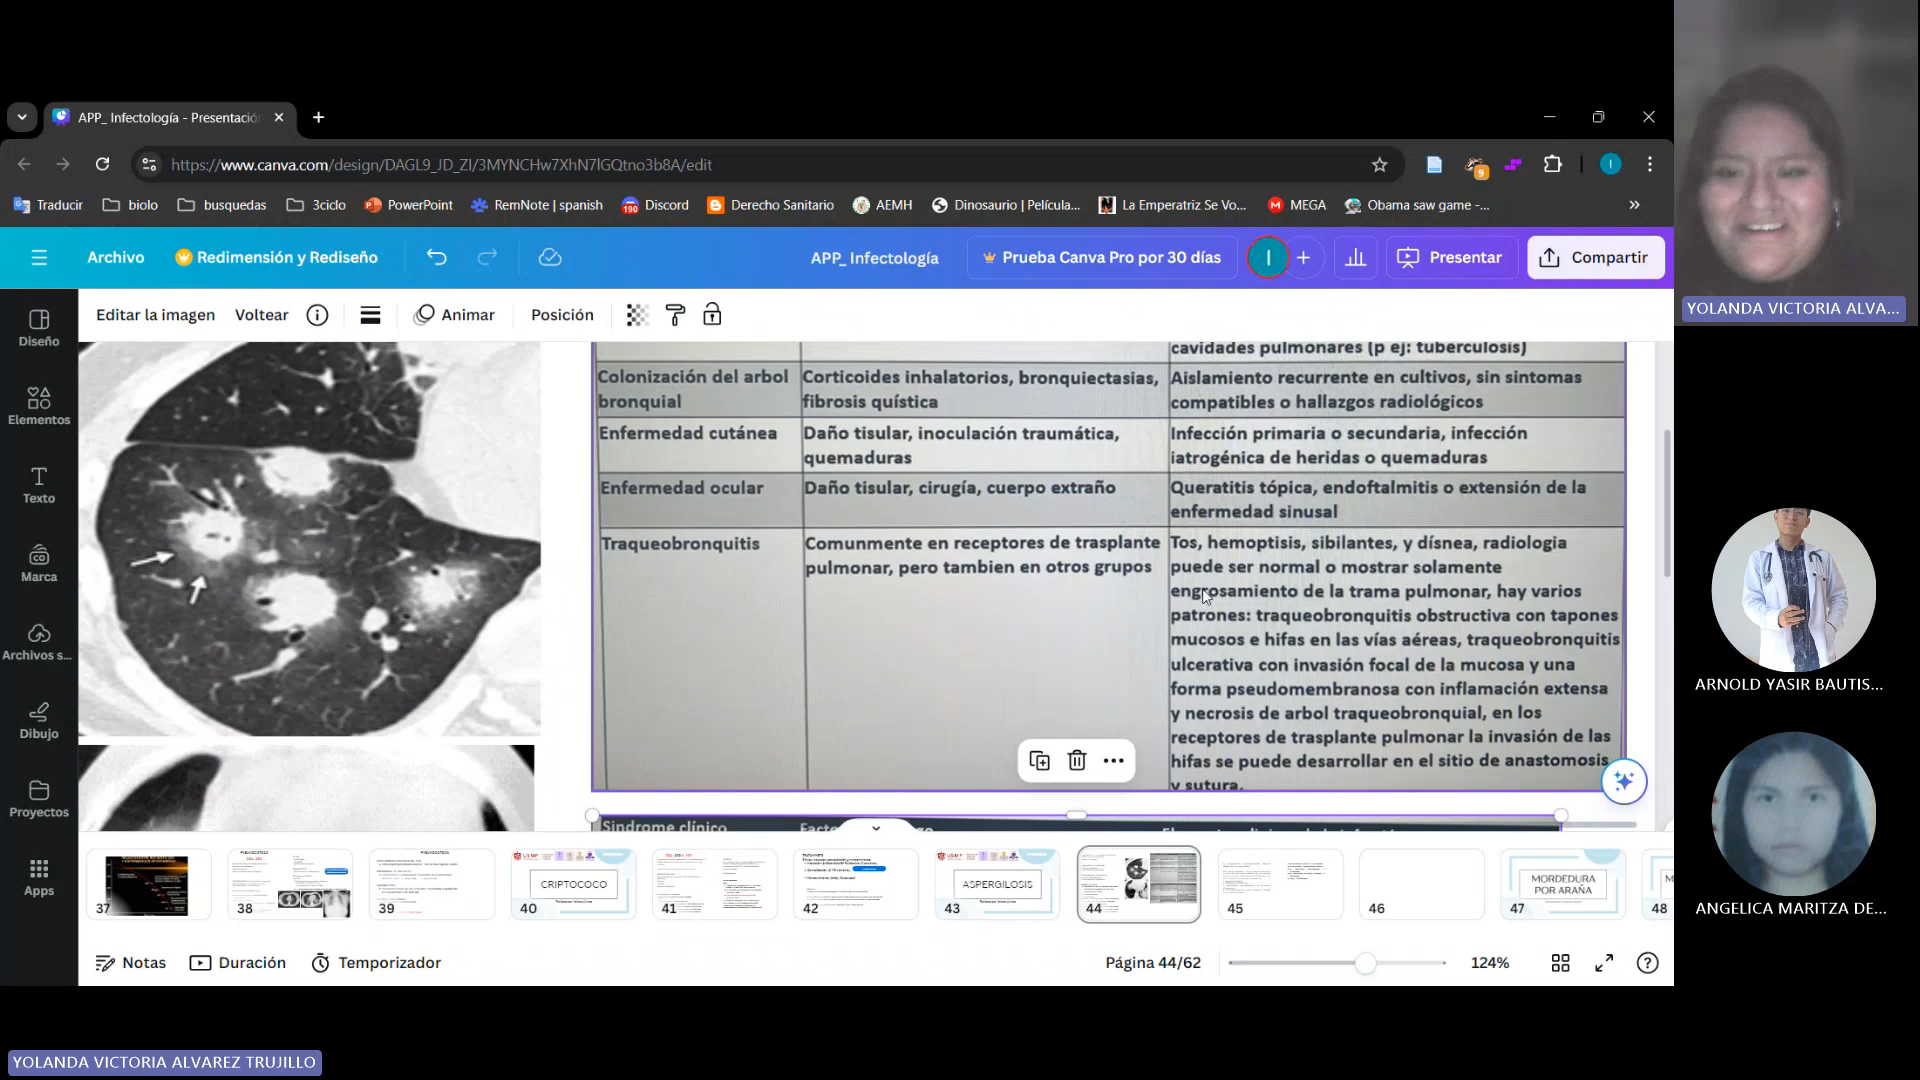 APP_ Infectología - Presentació
https://www.canva.com/design/DAGL9_JD_ZI/3MYNCHw7XhN7lGQtno3b8A/edit
9
I
Traducir
biolo
busquedas
3ciclo
PowerPoint
RemNote | spanish
190
Discord
Derecho Sanitario
AEMH
Dinosaurio | Película...
La Emperatriz Se Vo...
MEGA
Obama saw game -...
Archivo
Redimensión y Rediseño
APP_ Infectología
Prueba Canva Pro por 30 días
I
Presentar
Compartir
Editar la imagen
Voltear
Animar
Posición
Diseño
Elementos
Texto
Marca
Archivos s...
Dibujo
Proyectos
Apps
cavidades pulmonares (p ej: tuberculosis)
Colonización del arbol bronquial
Corticoides inhalatorios, bronquiectasias, fibrosis quística
Aislamiento recurrente en cultivos, sin sintomas compatibles o hallazgos radiológicos
Enfermedad cutánea
Daño tisular, inoculación traumática, quemaduras
Infección primaria o secundaria, infección iatrogénica de heridas o quemaduras
Enfermedad ocular
Daño tisular, cirugía, cuerpo extraño
Queratitis tópica, endoftalmitis o extensión de la enfermedad sinusal
Traqueobronquitis
Comunmente en receptores de trasplante
pulmonar, pero tambien en otros grupos
Tos, hemoptisis, sibilantes, y dísnea, radiologia
puede ser normal o mostrar solamente
engrosamiento de la trama pulmonar, hay varios
patrones: traqueobronquitis obstructiva con tapones
mucosos e hifas en las vías aéreas, traqueobronquitis
ulcerativa con invasión focal de la mucosa y una
forma pseudomembranosa con inflamación extensa
y necrosis de arbol traqueobronquial, en los
receptores de trasplante pulmonar la invasión de las
hifas se puede desarrollar en el sitio de anastomosis
y sutura.
Sindrome clínico
37
38
39
CRIPTOCOCO
40
41
42
ASPERGILOSIS
43
44
45
46
MORDEDURA
POR ARAÑA
47
48
Notas
Duración
Temporizador
Página 44/62
124%
YOLANDA VICTORIA ALVA...
ARNOLD YASIR BAUTIS...
ANGELICA MARITZA DE...
YOLANDA VICTORIA ALVAREZ TRUJILLO